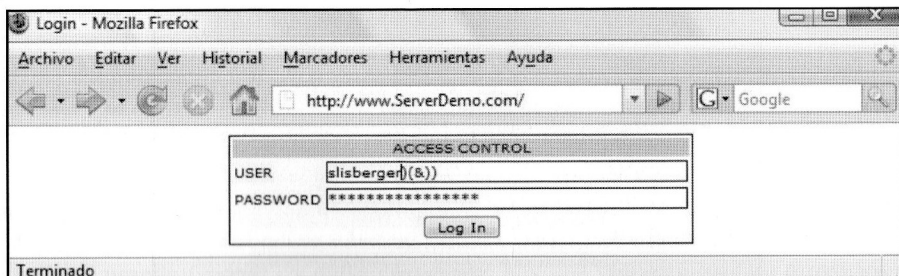 Login - Mozilla Firefox
Archivo Editar Ver Historial Marcadores Herramientas Ayuda
http://www.ServerDemo.com/ G Google
ACCESS CONTROL
USER slisberger)(&))
PASSWORD ****************
Log In
Terminado